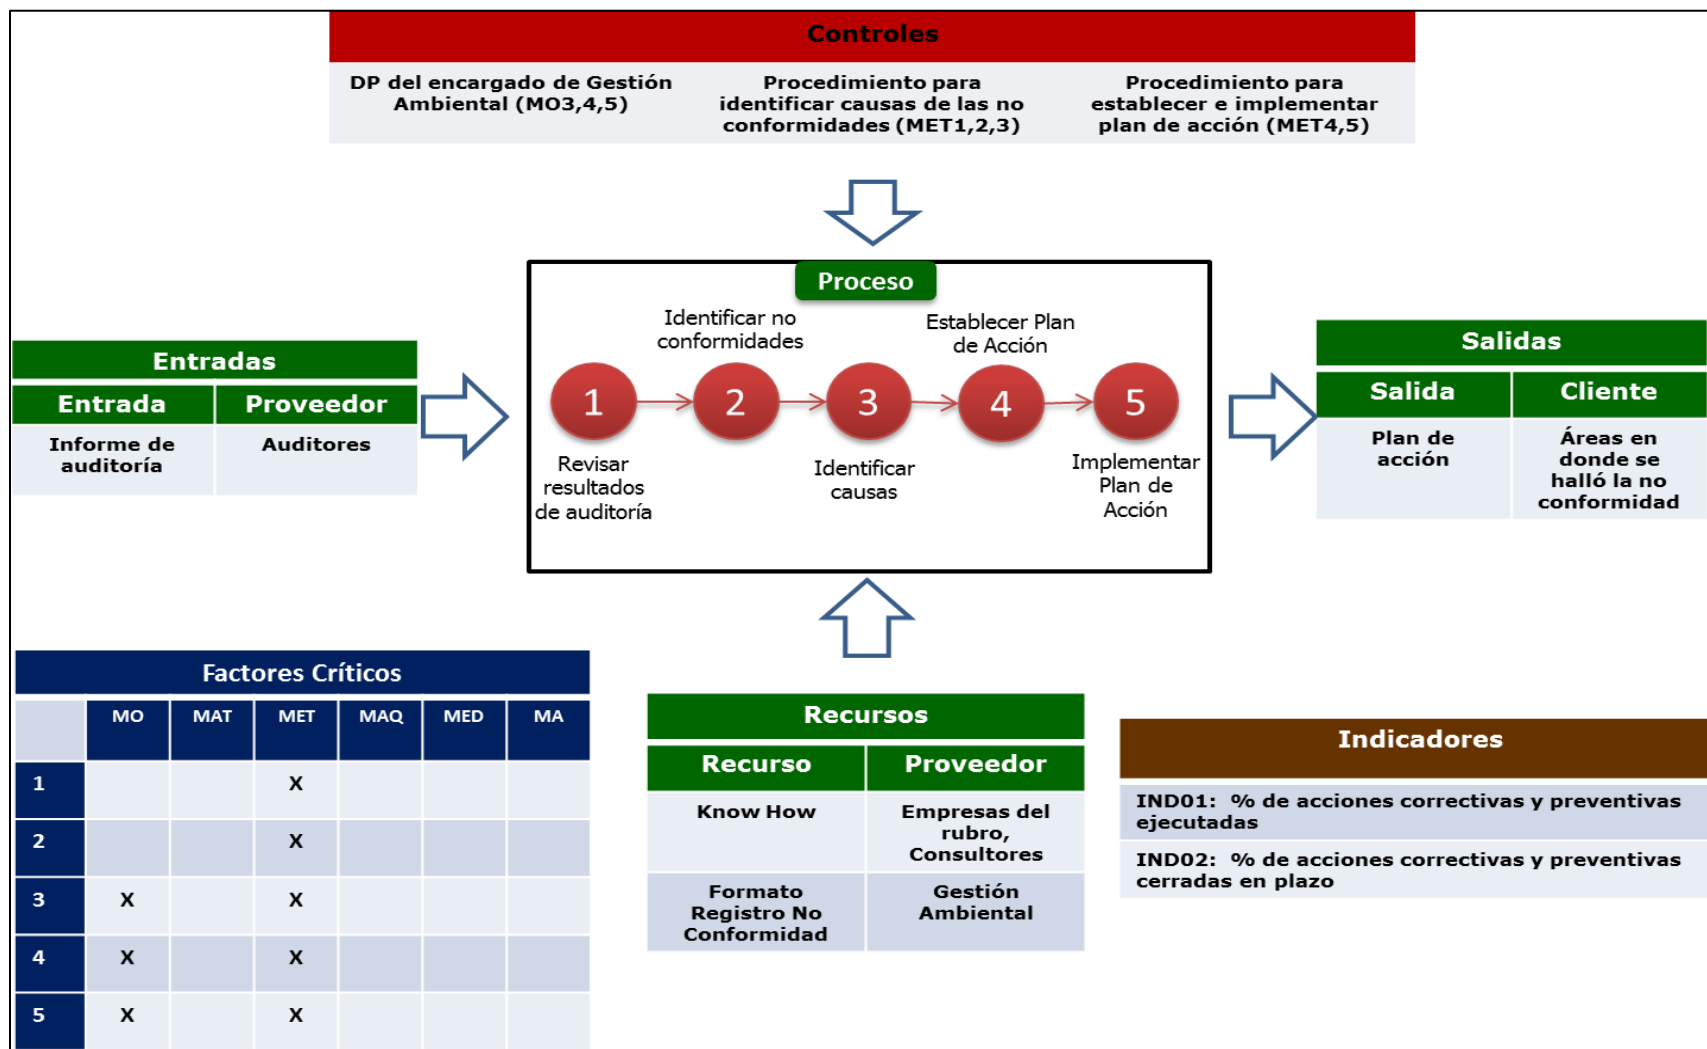 Controles
DP del encargado de Gestión
Ambiental (MO3,4,5)
Procedimiento para
identificar causas de las no
conformidades (MET1,2,3)
Procedimiento para
establecer e implementar
plan de acción (MET4,5)
Proceso
Identificar no
conformidades
Establecer Plan
de Acción
1
2
3
4
5
Revisar
resultados
de auditoría
Identificar
causas
Implementar
Plan de
Acción
Entradas
Entrada
Proveedor
Informe de
auditoría
Auditores
Salidas
Salida
Cliente
Plan de
acción
Áreas en
donde se
halló la no
conformidad
Factores Críticos
MO MAT MET MAQ MED MA
1 X
2 X
3 X X
4 X X
5 X X
Recursos
Recurso
Proveedor
Know How
Empresas del
rubro,
Consultores
Formato
Registro No
Conformidad
Gestión
Ambiental
Indicadores
IND01: % de acciones correctivas y preventivas
ejecutadas
IND02: % de acciones correctivas y preventivas
cerradas en plazo